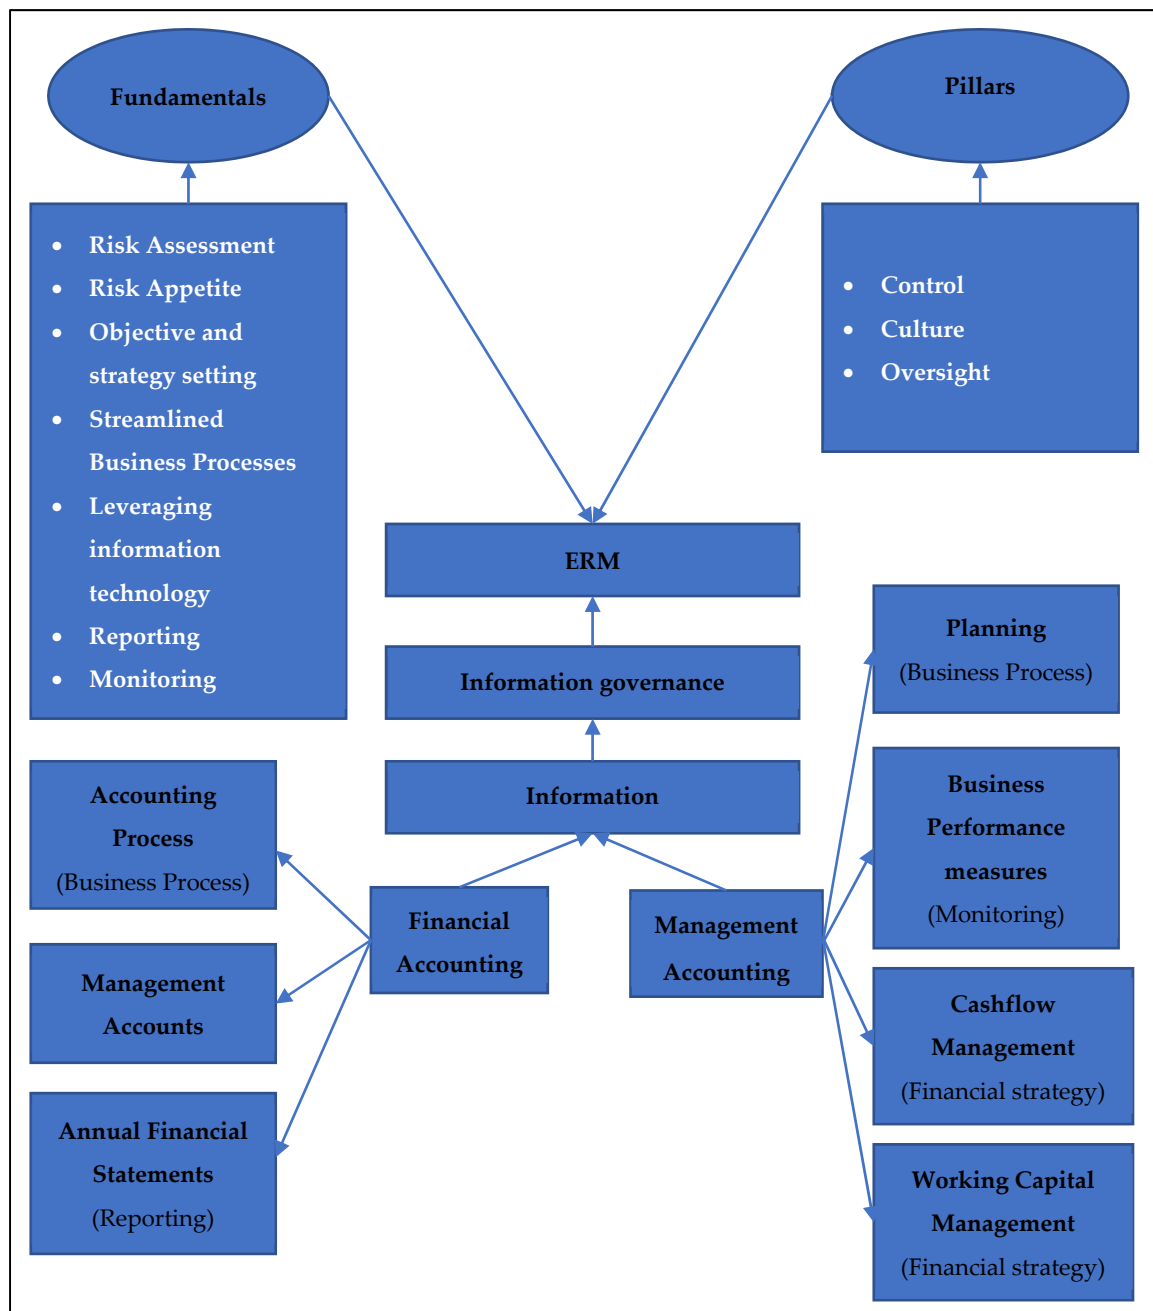 Fundamentals
Pillars
• Risk Assessment
• Risk Appetite
• Objective and
strategy setting
• Streamlined
Business Processes
• Leveraging
information
technology
• Reporting
• Monitoring
• Control
• Culture
• Oversight
ERM
Information governance
Information
Financial
Accounting
Management
Accounting
Accounting
Process
(Business Process)
Management
Accounts
Annual Financial
Statements
(Reporting)
Planning
(Business Process)
Business
Performance
measures
(Monitoring)
Cashflow
Management
(Financial strategy)
Working Capital
Management
(Financial strategy)